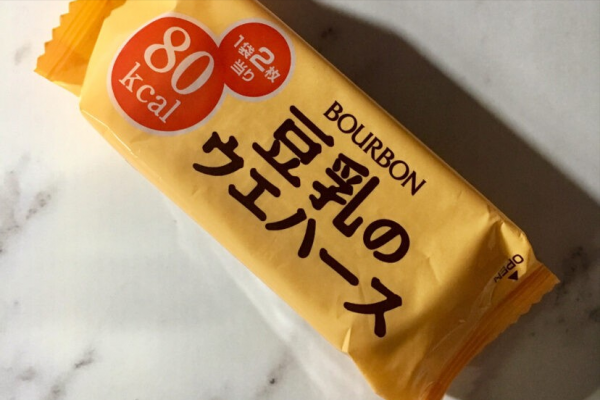 80
kcal
1袋2枚
当り
BOURBON
豆乳の
ウエハース
OPEN